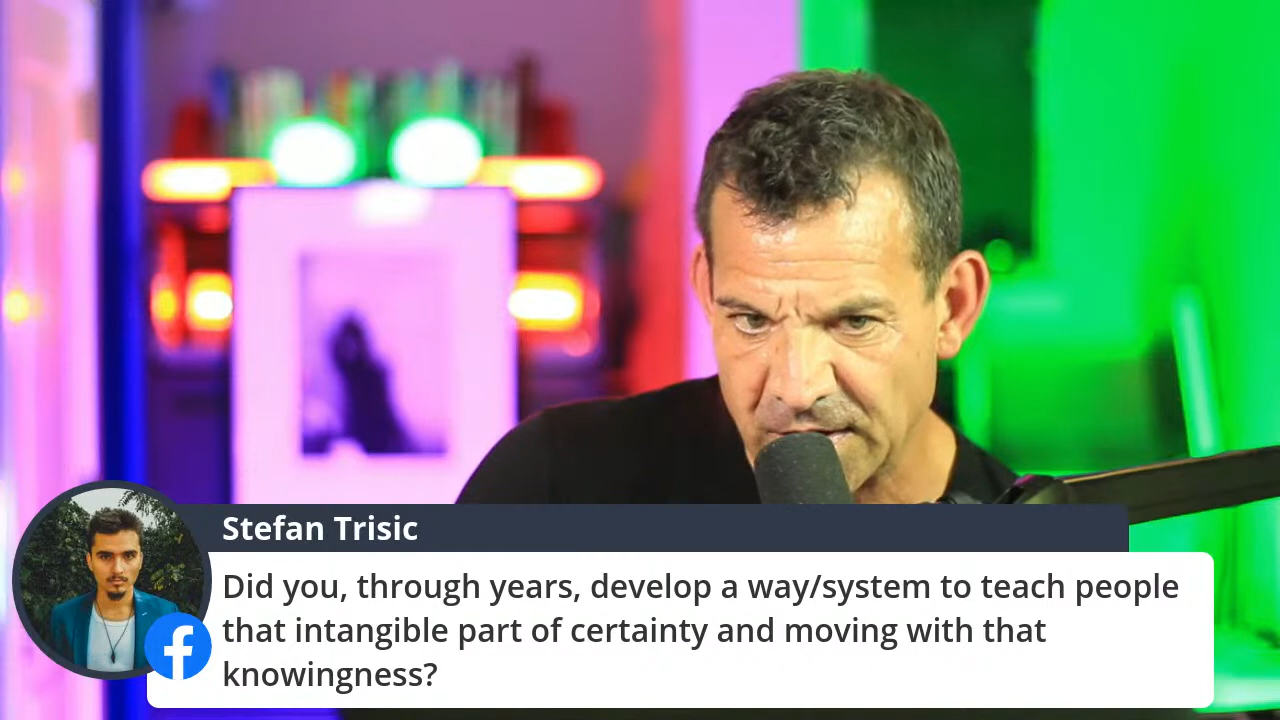 Stefan Trisic
Did you, through years, develop a way/system to teach people
that intangible part of certainty and moving with that
knowingness?